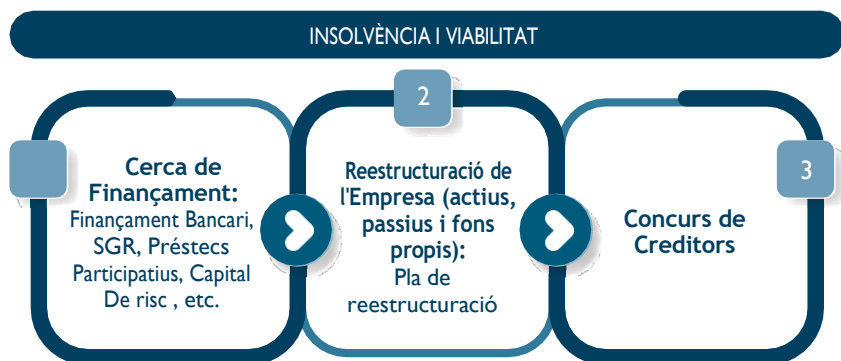 INSOLVÈNCIA I VIABILITAT
Cerca de
Finançament:
Finançament Bancari,
SGR, Préstecs
Participatius, Capital
De risc , etc.
2
Reestructuració de
l'Empresa (actius,
passius i fons
propis):
Pla de
reestructuració
3
Concurs de
Creditors